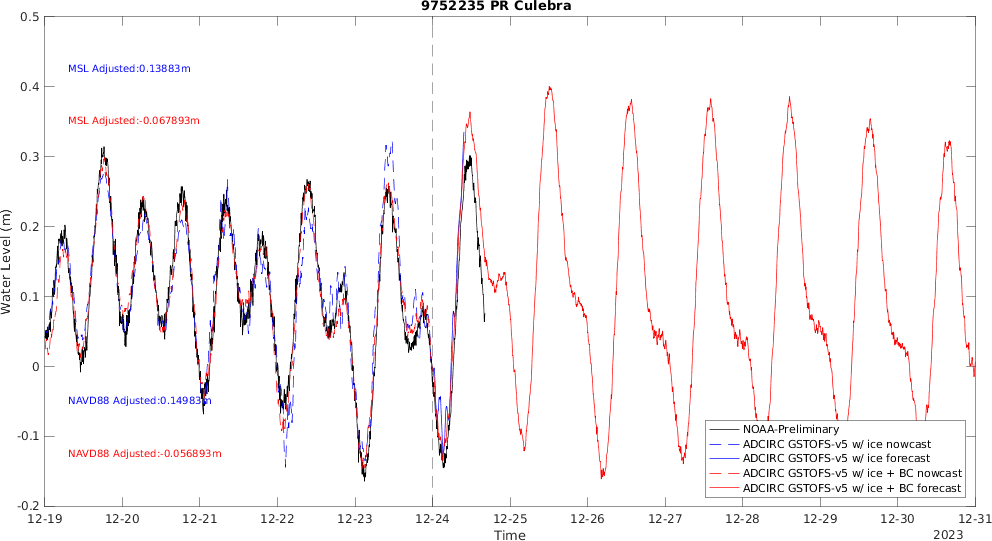 9752235 PR Culebra
0.5
0.4
0.3
0.2
0.1
0
-0.1
-0.2
Water Level (m)
MSL Adjusted:0.13883m
MSL Adjusted:-0.067893m
NAVD88 Adjusted:0.14983m
NAVD88 Adjusted:-0.056893m
NOAA-Preliminary
ADCIRC GSTOFS-v5 w/ ice nowcast
ADCIRC GSTOFS-v5 w/ ice forecast
ADCIRC GSTOFS-v5 w/ ice + BC nowcast
ADCIRC GSTOFS-v5 w/ ice + BC forecast
12-19 12-20 12-21 12-22 12-23 12-24 12-25 12-26 12-27 12-28 12-29 12-30 12-31
Time
2023